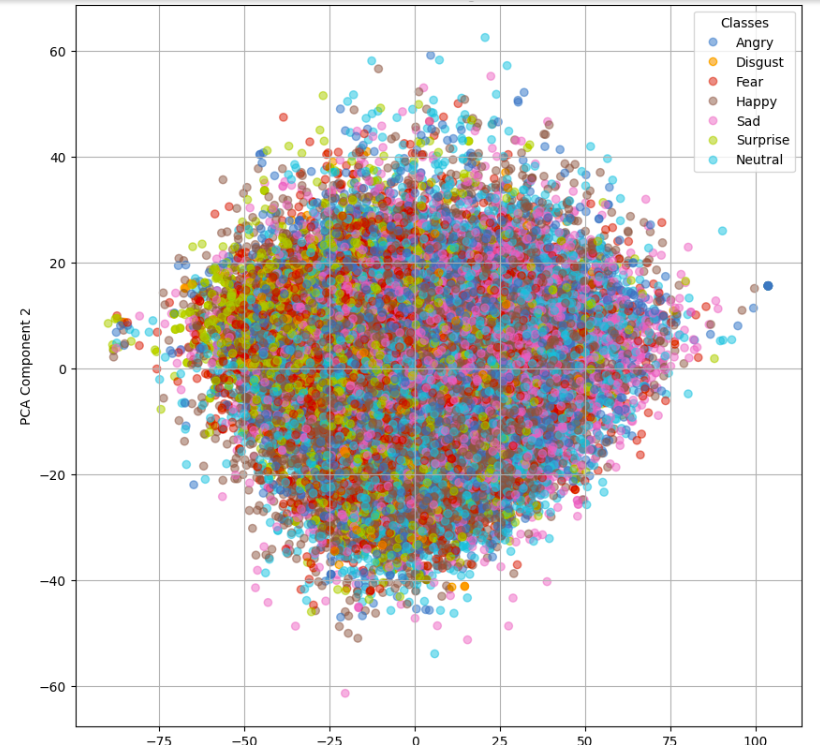 Classes
Angry
Disgust
Fear
Happy
Sad
Surprise
Neutral
PCA Component 2
60
40
20
0
−20
−40
−60
−75 −50 −25 0 25 50 75 100